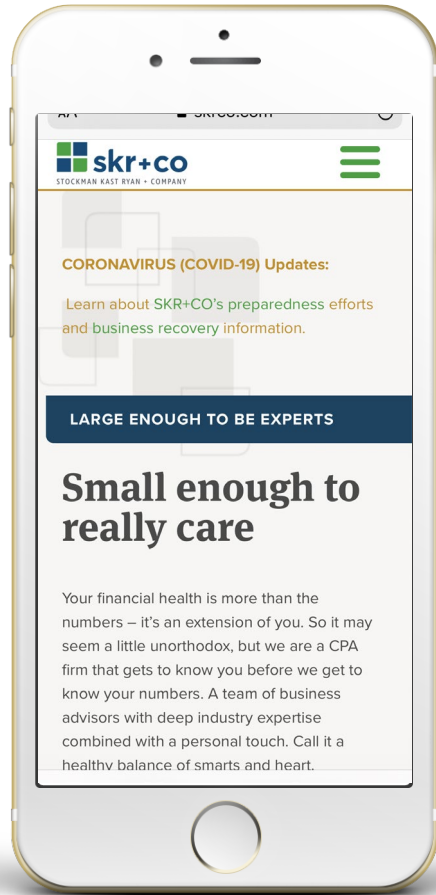 skr+co
STOCKMAN KAST RYAN + COMPANY
CORONAVIRUS (COVID-19) Updates:
Learn about SKR+CO's preparedness efforts
and business recovery information.
LARGE ENOUGH TO BE EXPERTS
Small enough to
really care
Your financial health is more than the
numbers – it's an extension of you. So it may
seem a little unorthodox, but we are a CPA
firm that gets to know you before we get to
know your numbers. A team of business
advisors with deep industry expertise
combined with a personal touch. Call it a
healthy balance of smarts and heart.